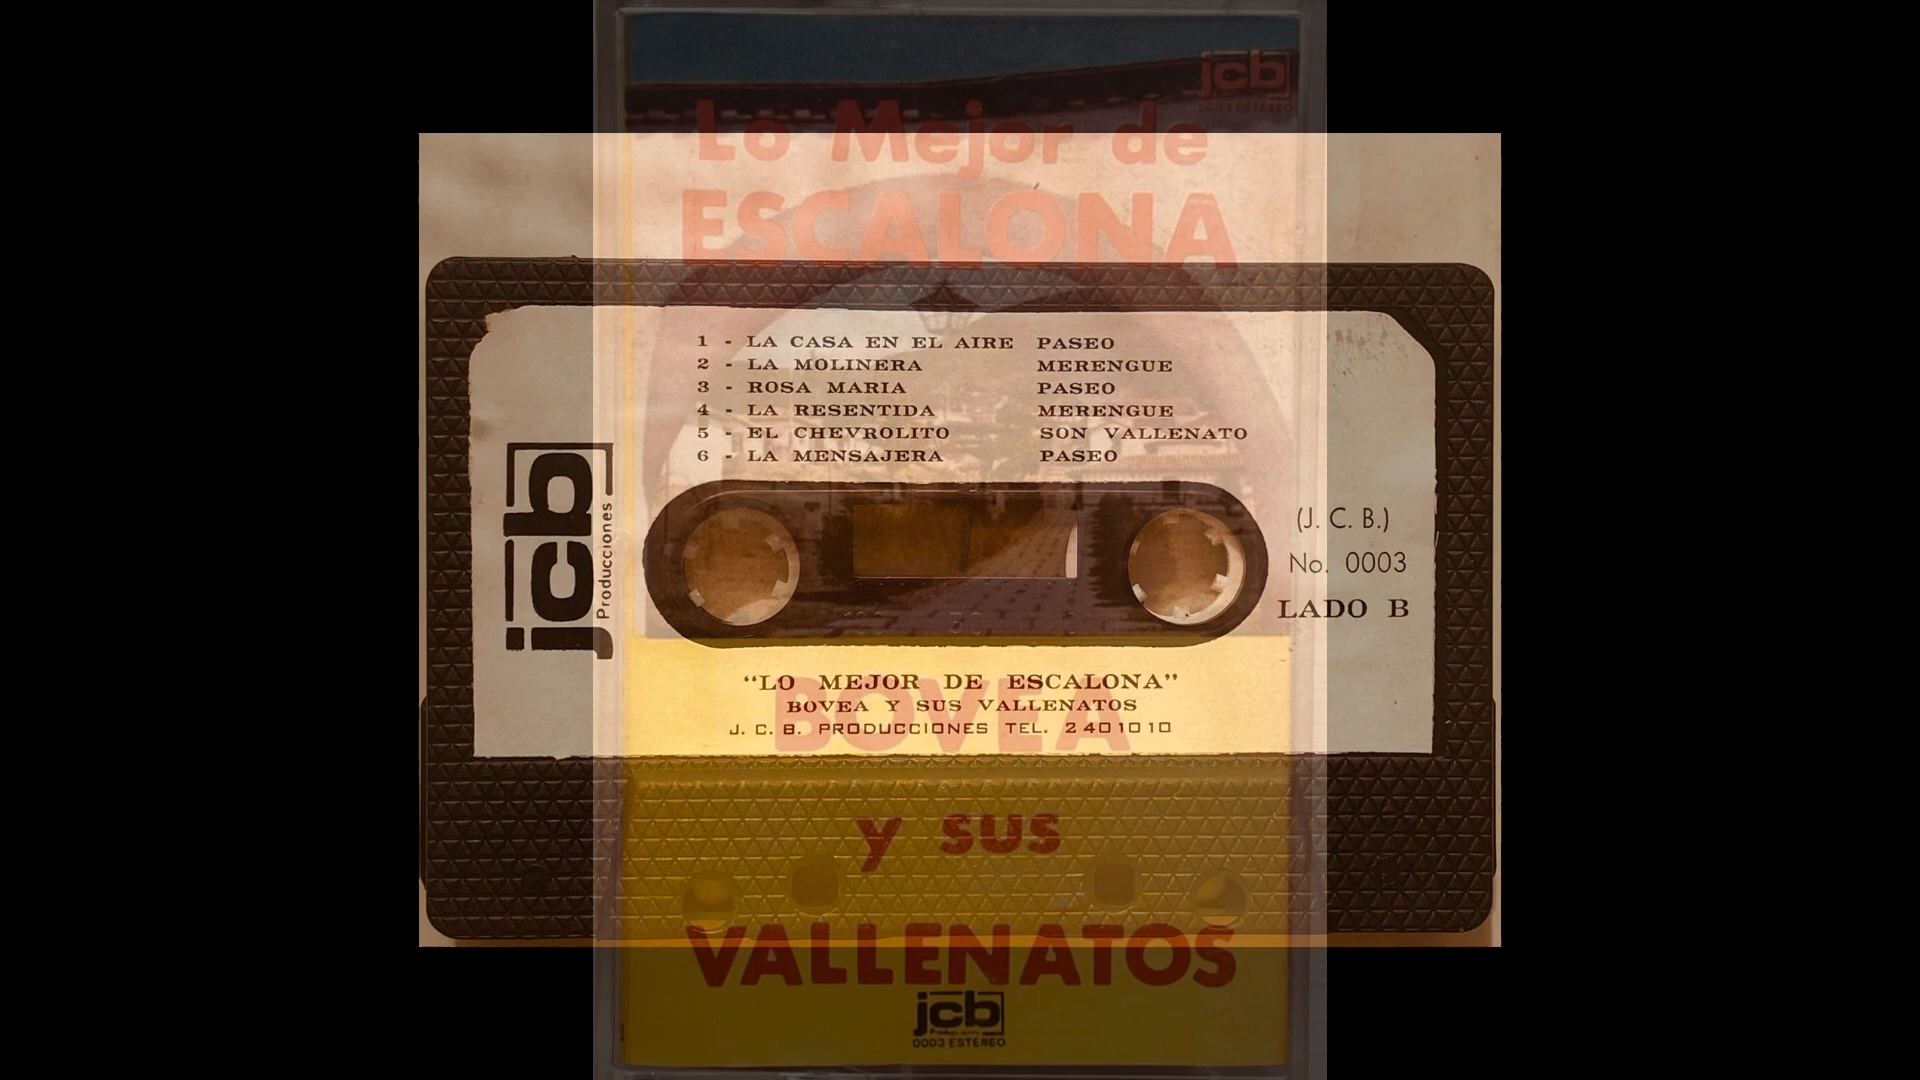 jcb
0003 ESTEREO
Lo Mejor de
ESCALONA
1 - LA CASA EN EL AIRE PASEO
2 - LA MOLINERA MERENGUE
3 - ROSA MARIA PASEO
4 - LA RESENTIDA MERENGUE
5 - EL CHEVROLITO SON VALLENATO
6 - LA MENSAJERA PASEO
jcb
Producciones
(J. C. B.)
No. 0003
LADO B
“LO MEJOR DE ESCALONA”
BOVEA Y SUS VALLENATOS
J. C. B. PRODUCCIONES TEL. 2401010
BOVEA
y sus
VALLENATOS
jcb
0003 ESTEREO